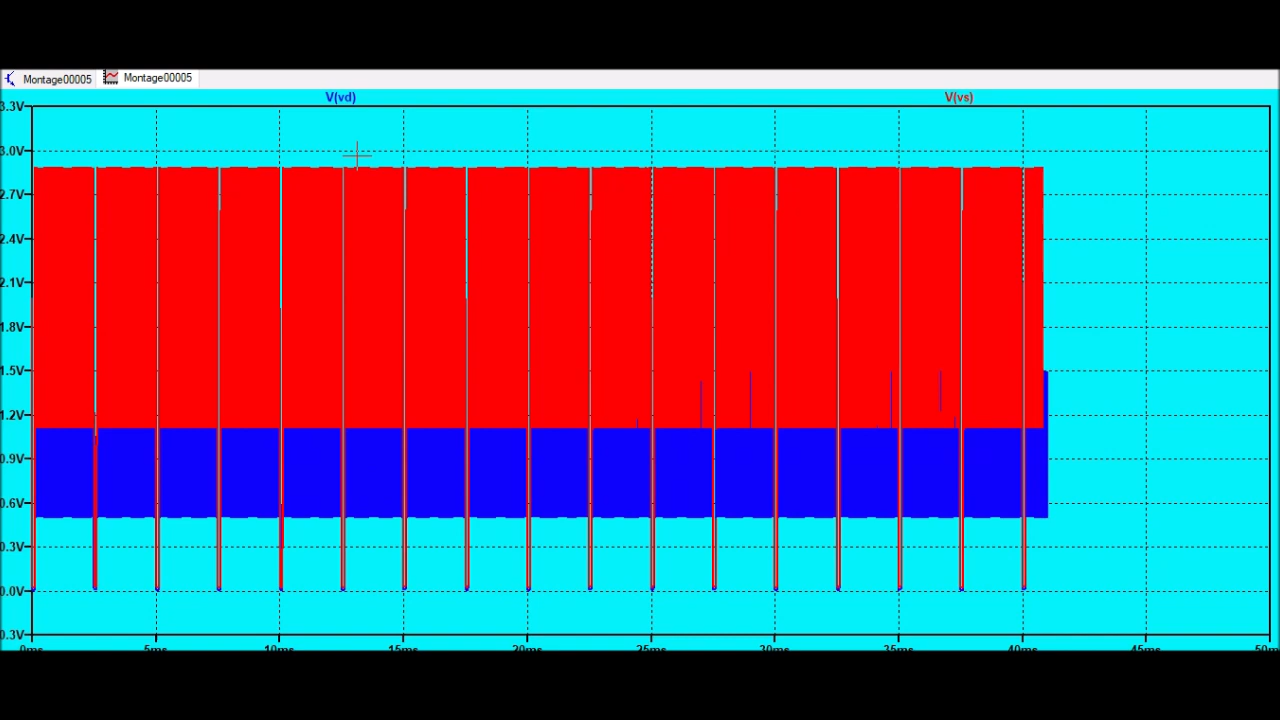 Montage00005 Montage00005
V(vd) V(vs)
3.3V
3.0V
2.7V
2.4V
2.1V
1.8V
1.5V
1.2V
0.9V
0.6V
0.3V
0.0V
0.3V
0ms 5ms 10ms 15ms 20ms 25ms 30ms 35ms 40ms 45ms 50m